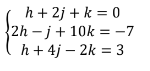 h + 2j + k = 0
2h − j + 10k = −7
h + 4j − 2k = 3